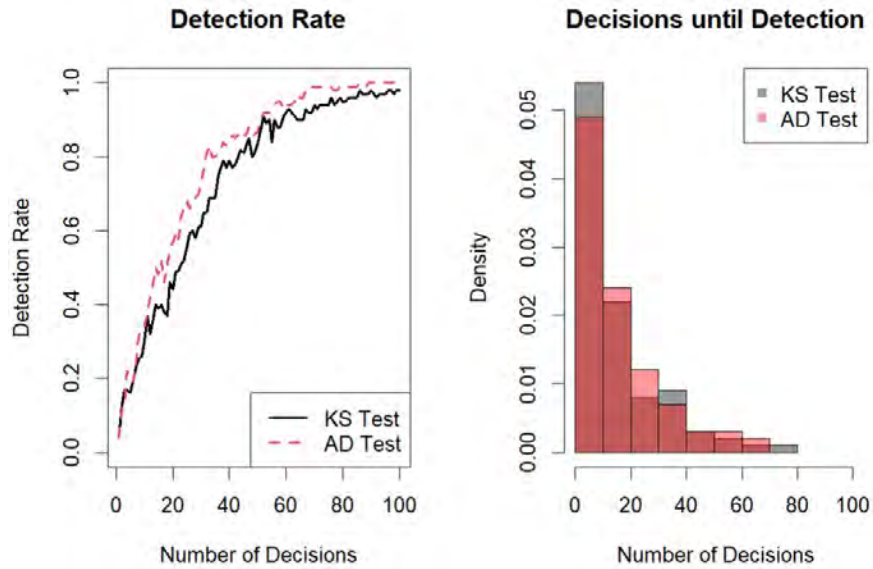 Detection Rate
Detection Rate
0.0 0.2 0.4 0.6 0.8 1.0
KS Test
AD Test
0 20 40 60 80 100
Number of Decisions
Decisions until Detection
Density
0.00 0.01 0.02 0.03 0.04 0.05
KS Test
AD Test
0 20 40 60 80 100
Number of Decisions